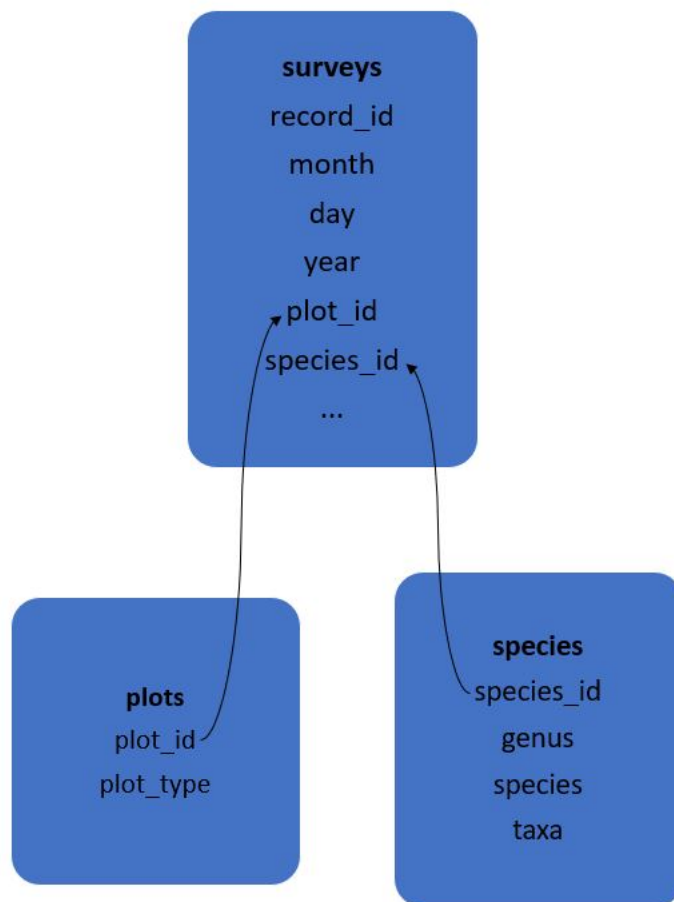 surveys
record_id
month
day
year
plot_id
species_id
...
plots
plot_id
plot_type
species
species_id
genus
species
taxa